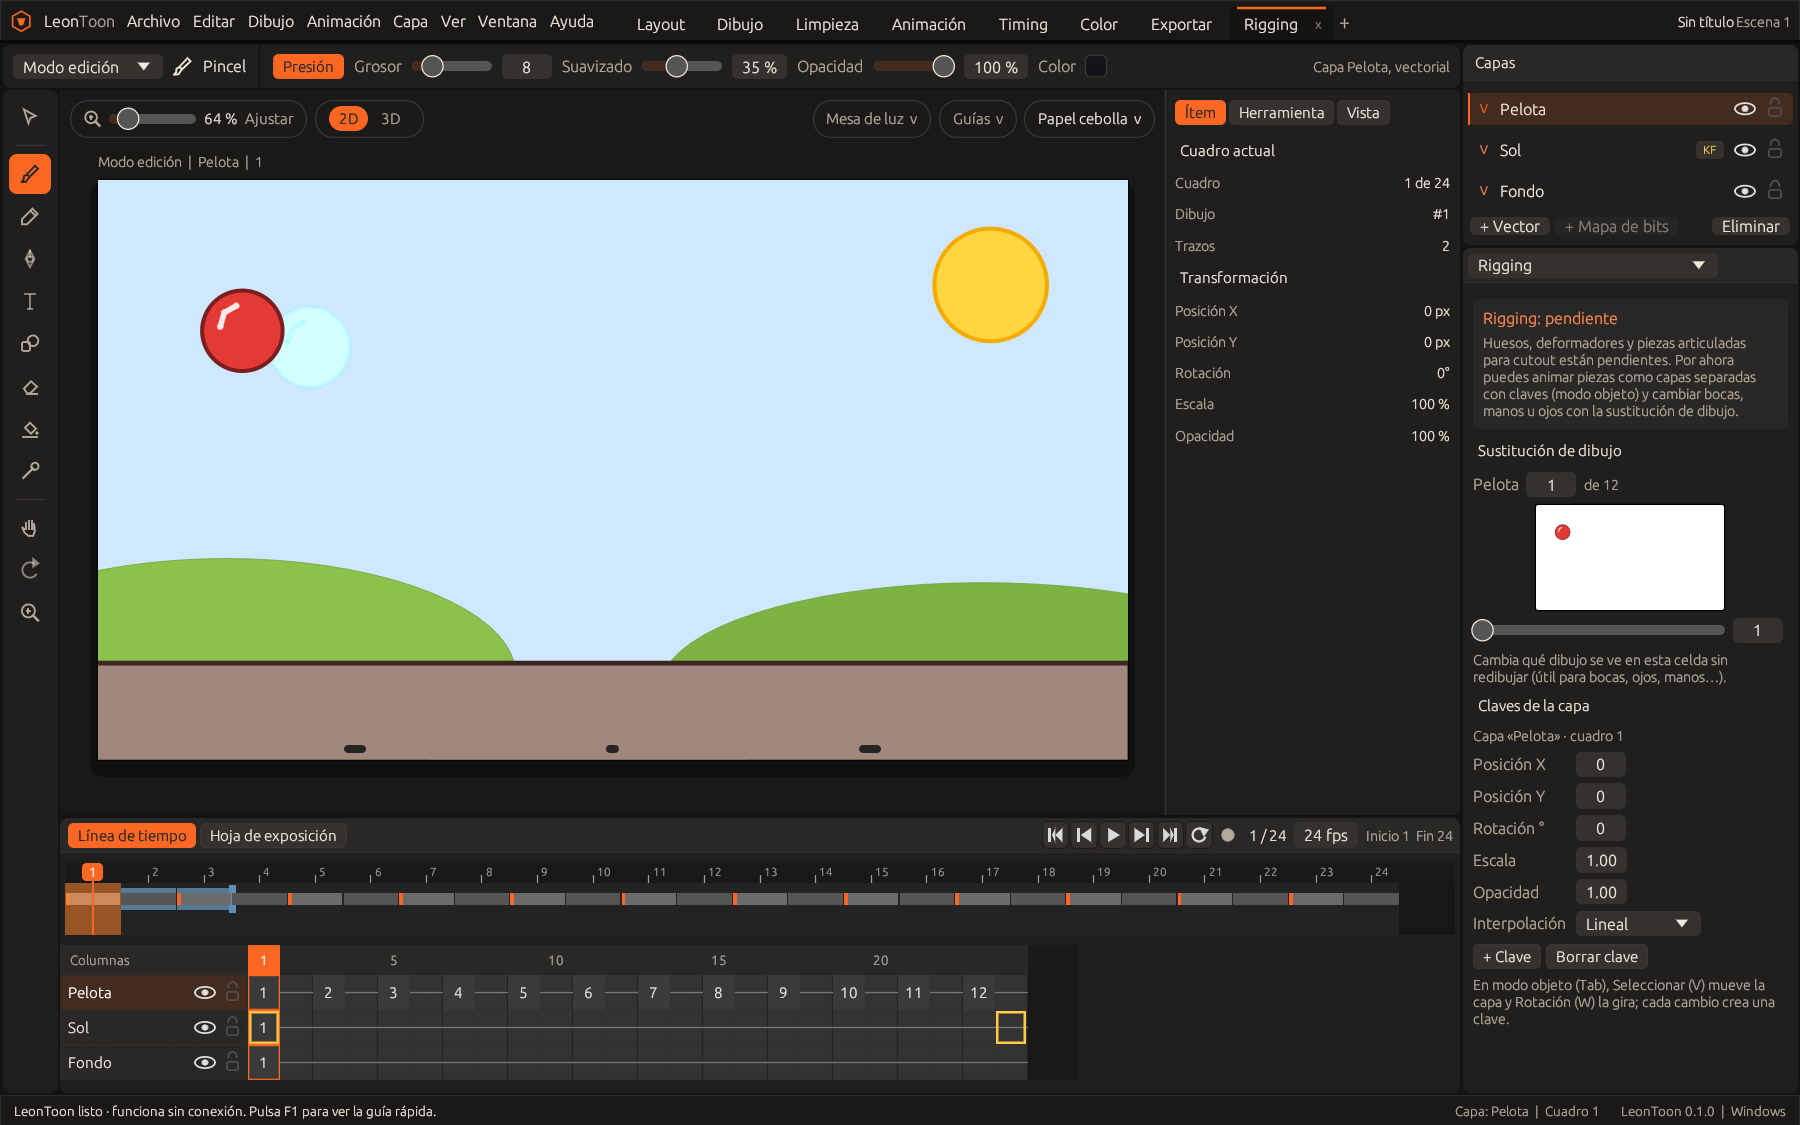 LeonToon Archivo Editar Dibujo Animación Capa Ver Ventana Ayuda Layout Dibujo Limpieza Animación Timing Color Exportar Rigging x + Sin título Escena 1
Modo edición Pincel Presión Grosor 8 Suavizado 35 % Opacidad 100 % Color Capa Pelota, vectorial
64 % Ajustar 2D 3D Mesa de luz v Guías v Papel cebolla v
Modo edición | Pelota | 1
Ítem Herramienta Vista
Cuadro actual
Cuadro 1 de 24
Dibujo #1
Trazos 2
Transformación
Posición X 0 px
Posición Y 0 px
Rotación 0°
Escala 100 %
Opacidad 100 %
Capas
V Pelota
V Sol KF
V Fondo
+ Vector + Mapa de bits Eliminar
Rigging
Rigging: pendiente
Huesos, deformadores y piezas articuladas
para cutout están pendientes. Por ahora
puedes animar piezas como capas separadas
con claves (modo objeto) y cambiar bocas,
manos u ojos con la sustitución de dibujo.
Sustitución de dibujo
Pelota 1 de 12
1
Cambia qué dibujo se ve en esta celda sin
redibujar (útil para bocas, ojos, manos…).
Claves de la capa
Capa «Pelota» · cuadro 1
Posición X 0
Posición Y 0
Rotación ° 0
Escala 1.00
Opacidad 1.00
Interpolación Lineal
+ Clave Borrar clave
En modo objeto (Tab), Seleccionar (V) mueve la
capa y Rotación (W) la gira; cada cambio crea una
clave.
Línea de tiempo Hoja de exposición 1 / 24 24 fps Inicio 1 Fin 24
1 2 3 4 5 6 7 8 9 10 11 12 13 14 15 16 17 18 19 20 21 22 23 24
Columnas 1 5 10 15 20
Pelota 1 2 3 4 5 6 7 8 9 10 11 12
Sol 1
Fondo 1
LeonToon listo · funciona sin conexión. Pulsa F1 para ver la guía rápida. Capa: Pelota | Cuadro 1 LeonToon 0.1.0 | Windows